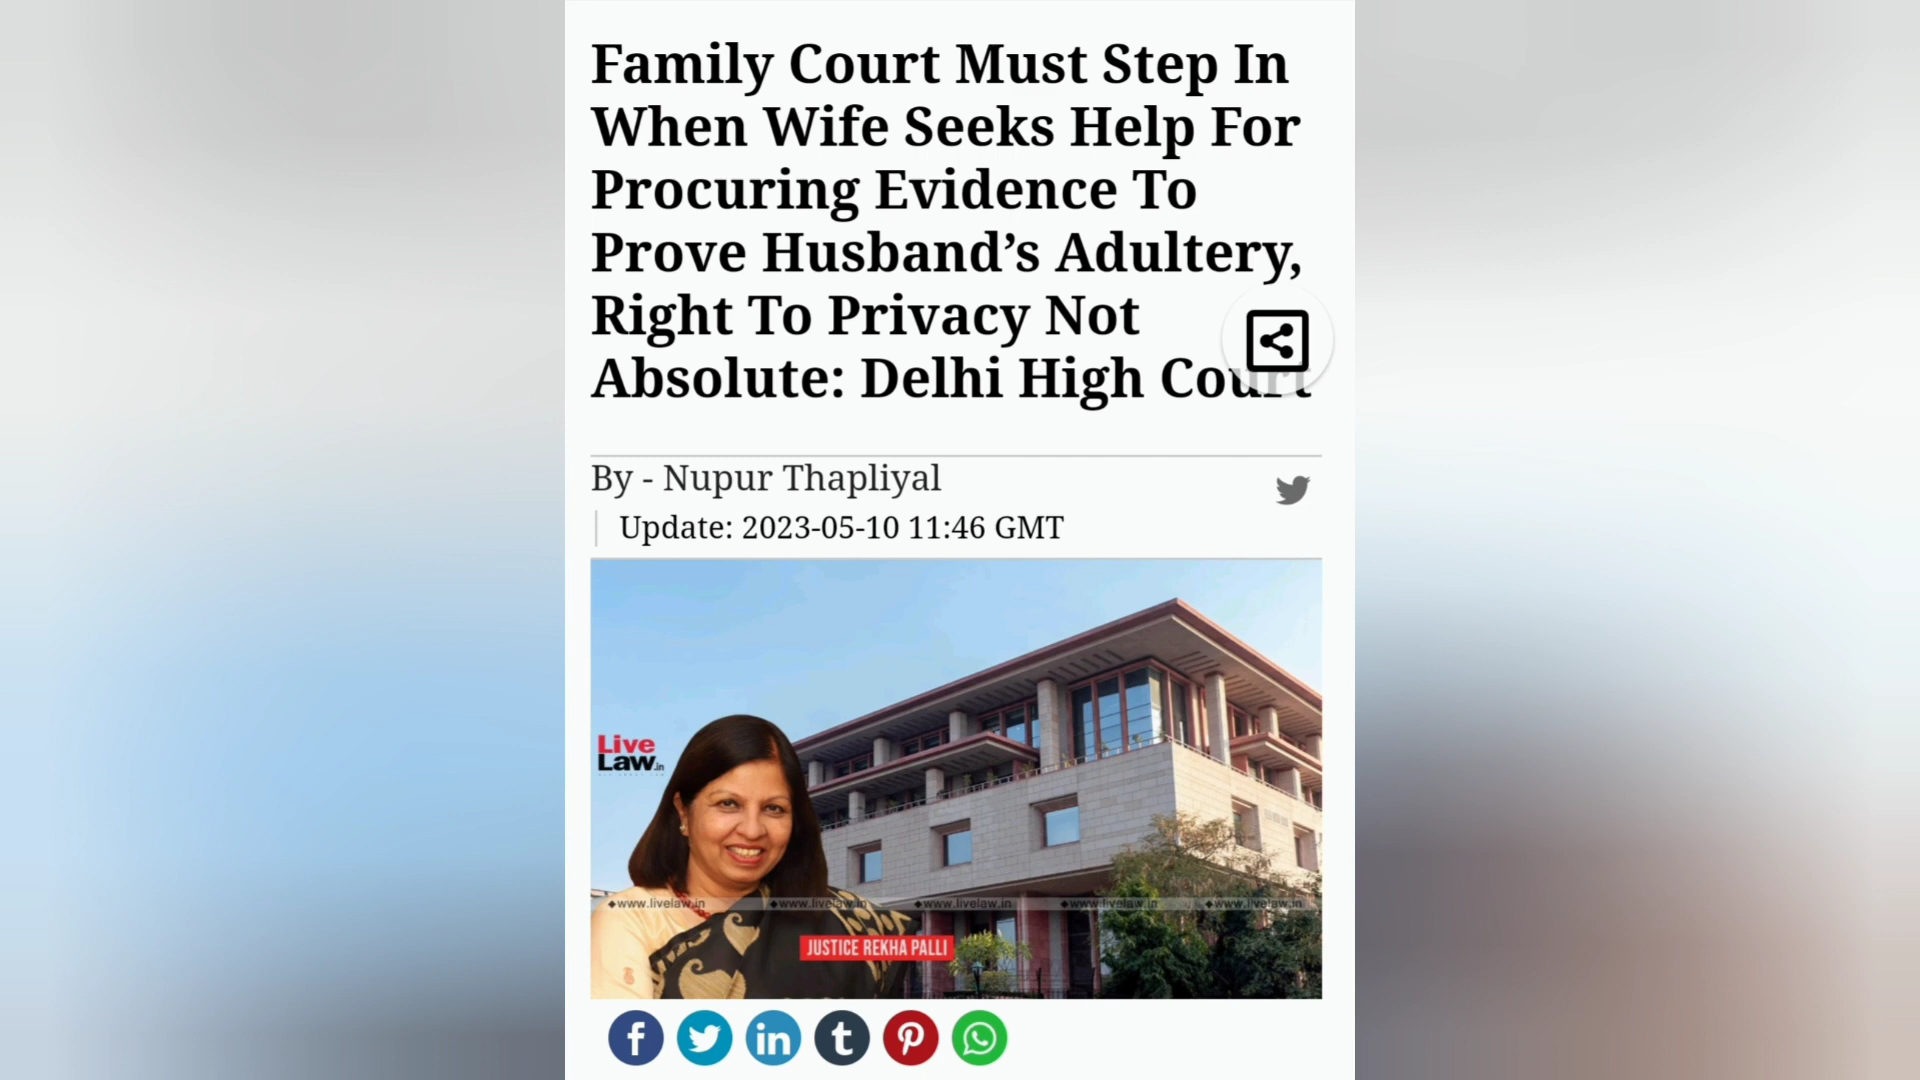 Family Court Must Step In
When Wife Seeks Help For
Procuring Evidence To
Prove Husband’s Adultery,
Right To Privacy Not
Absolute: Delhi High Court
By - Nupur Thapliyal
Update: 2023-05-10 11:46 GMT
Live
Law.in
◆www.livelaw.in ◆www.livelaw.in ◆www.livelaw.in ◆www.livelaw.in ◆www.livelaw.in
JUSTICE REKHA PALLI